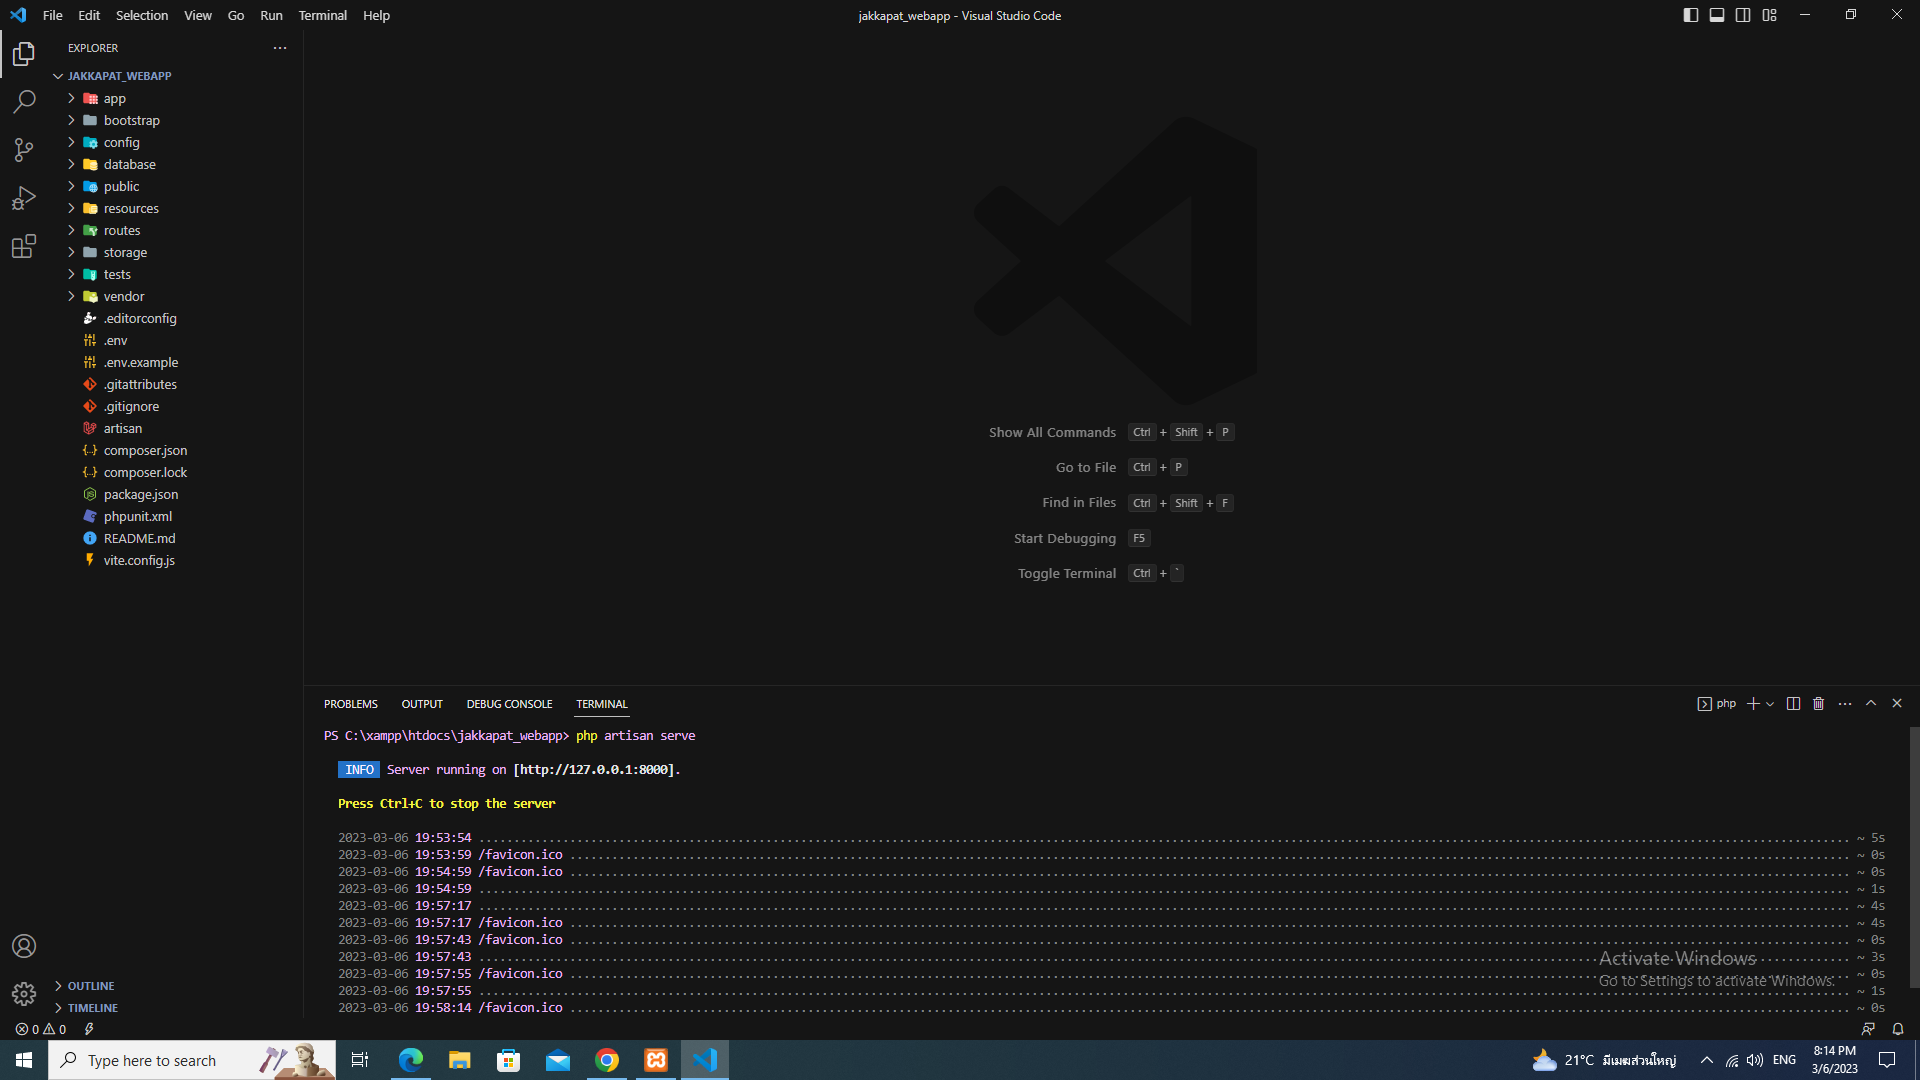 File Edit Selection View Go Run Terminal Help
jakkapat_webapp - Visual Studio Code
EXPLORER
JAKKAPAT_WEBAPP
app
bootstrap
config
database
public
resources
routes
storage
tests
vendor
.editorconfig
.env
.env.example
.gitattributes
.gitignore
artisan
composer.json
composer.lock
package.json
phpunit.xml
README.md
vite.config.js
OUTLINE
TIMELINE
Show All Commands Ctrl + Shift + P
Go to File Ctrl + P
Find in Files Ctrl + Shift + F
Start Debugging F5
Toggle Terminal Ctrl + `
PROBLEMS OUTPUT DEBUG CONSOLE TERMINAL
php
PS C:\xampp\htdocs\jakkapat_webapp> php artisan serve
INFO Server running on [http://127.0.0.1:8000].
Press Ctrl+C to stop the server
2023-03-06 19:53:54 ........ ~ 5s
2023-03-06 19:53:59 /favicon.ico ........ ~ 0s
2023-03-06 19:54:59 /favicon.ico ........ ~ 0s
2023-03-06 19:54:59 ........ ~ 1s
2023-03-06 19:57:17 ........ ~ 4s
2023-03-06 19:57:17 /favicon.ico ........ ~ 4s
2023-03-06 19:57:43 /favicon.ico ........ ~ 0s
2023-03-06 19:57:43 ........ ~ 3s
2023-03-06 19:57:55 /favicon.ico ........ ~ 0s
2023-03-06 19:57:55 ........ ~ 1s
2023-03-06 19:58:14 /favicon.ico ........ ~ 0s
Activate Windows
Go to Settings to activate Windows.
0 0
Type here to search
21°C มีเมฆส่วนใหญ่
ENG
8:14 PM
3/6/2023